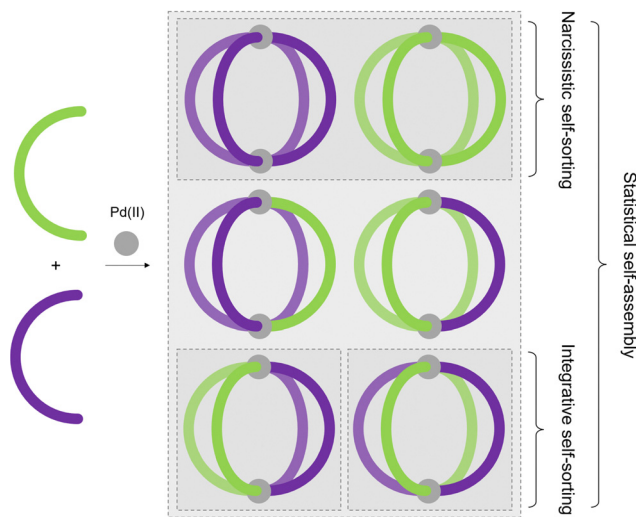 Pd(II)
+
Narcissistic self-sorting
Integrative self-sorting
Statistical self-assembly